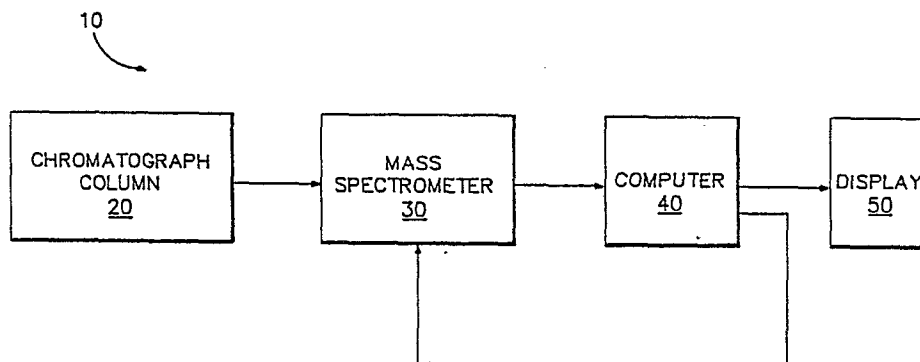 10
CHROMATOGRAPH
COLUMN
20
MASS
SPECTROMETER
30
COMPUTER
40
DISPLAY
50